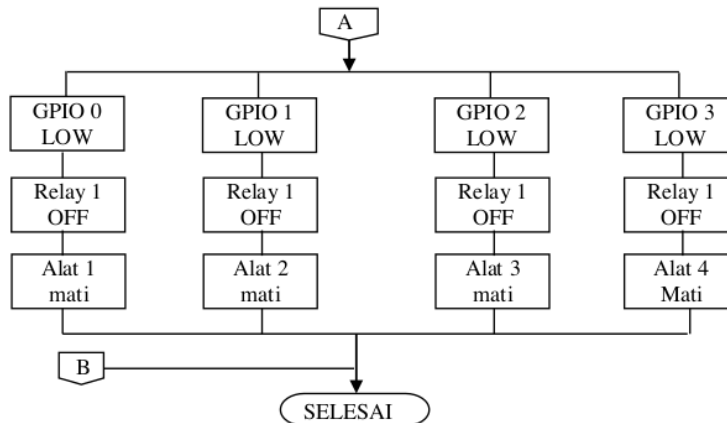 A
GPIO 0
LOW
GPIO 1
LOW
GPIO 2
LOW
GPIO 3
LOW
Relay 1
OFF
Relay 1
OFF
Relay 1
OFF
Relay 1
OFF
Alat 1
mati
Alat 2
mati
Alat 3
mati
Alat 4
Mati
B
SELESAI